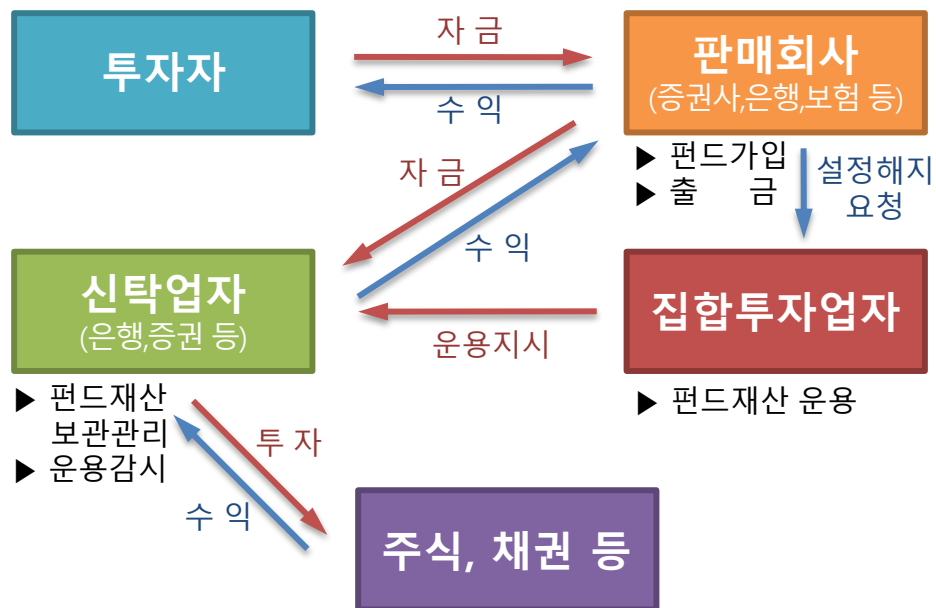 투자자
자 금
수 익
판매회사
(증권사,은행,보험 등)
▶ 펀드가입
▶ 출 금
설정해지
요청
자 금
수 익
신탁업자
(은행,증권 등)
운용지시
집합투자업자
▶ 펀드재산
보관관리
▶ 운용감시
▶ 펀드재산 운용
투 자
수 익
주식, 채권 등